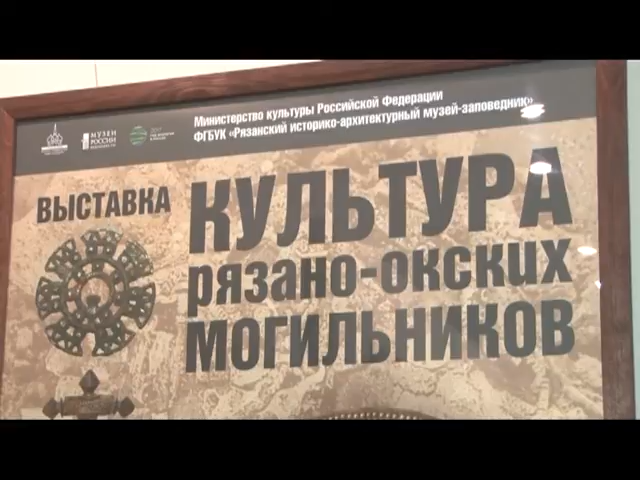 Министерство культуры Российской Федерации
ФГБУК «Рязанский историко-архитектурный музей-заповедник»
МУЗЕИ
РОССИИ
ВЫСТАВКА
КУЛЬТУРА
РЯЗАНО-ОКСКИХ
МОГИЛЬНИКОВ